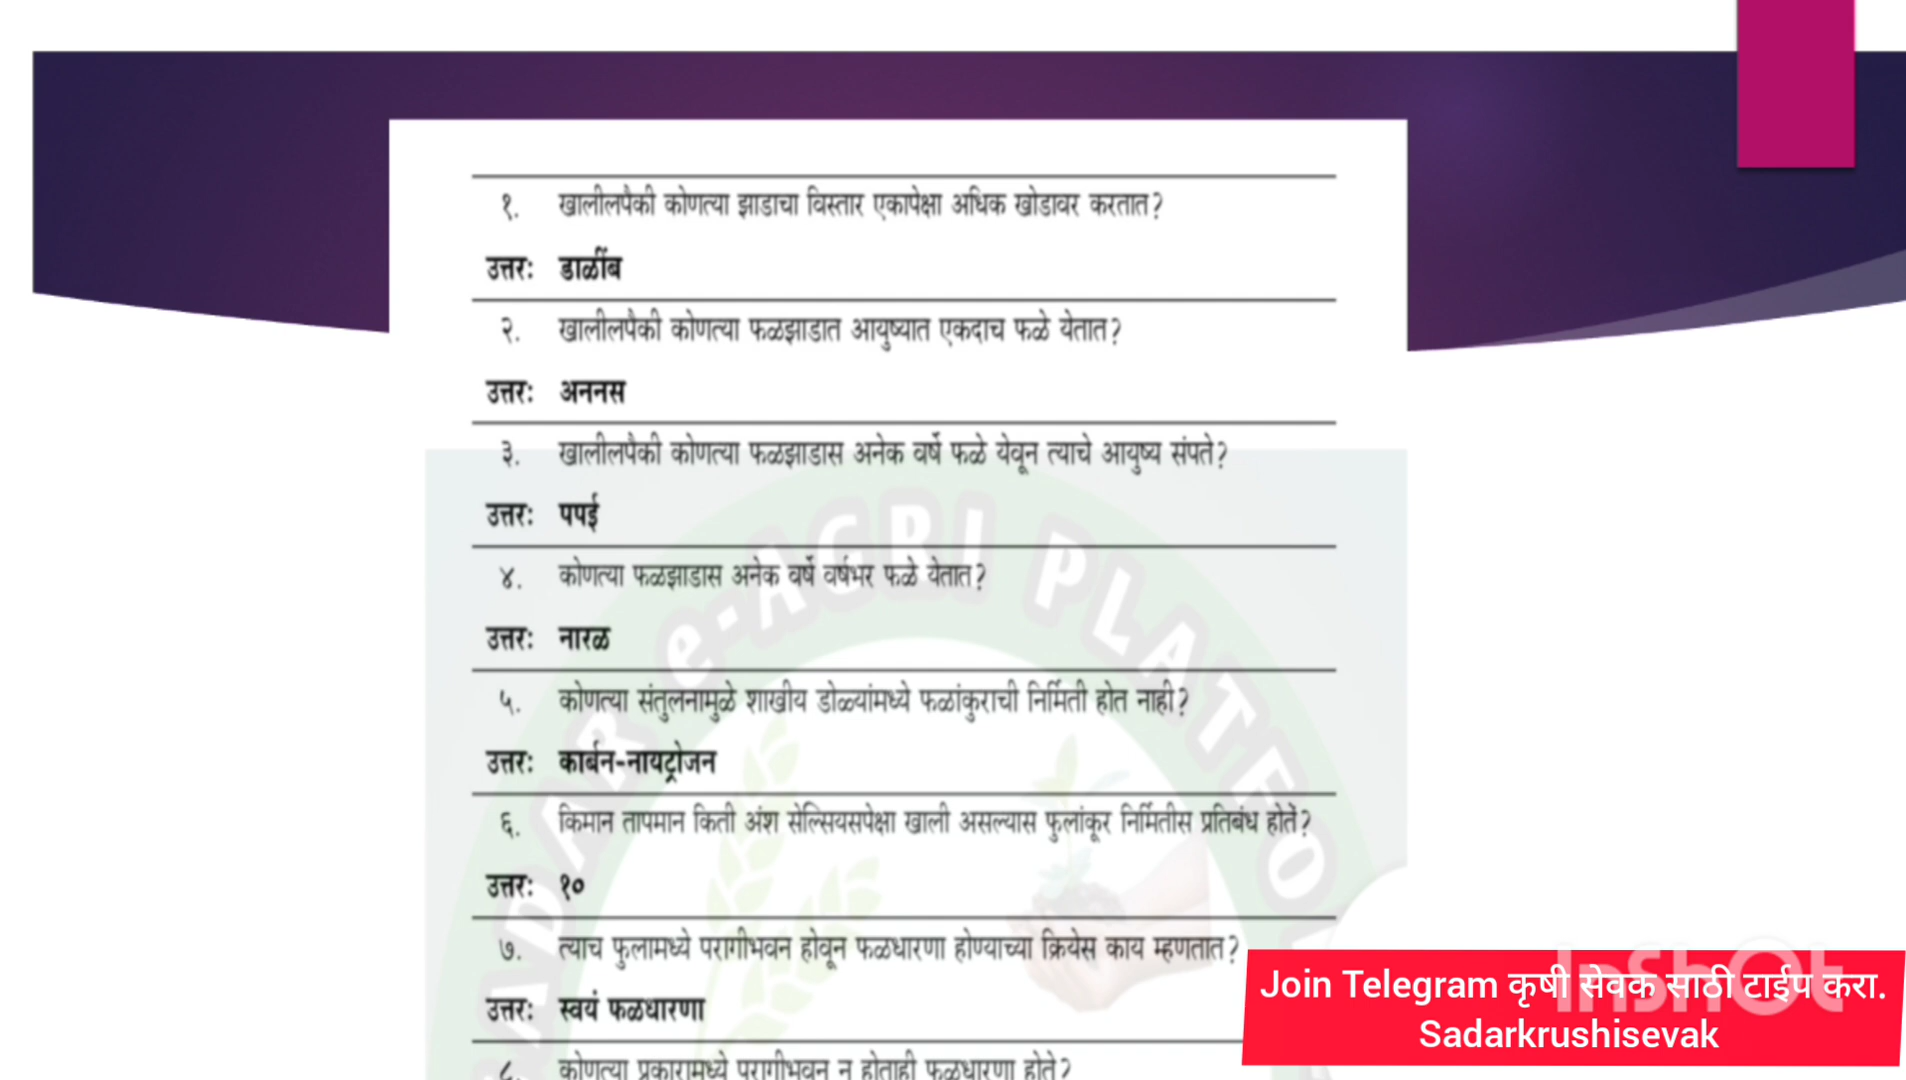 १. खालीलपैकी कोणत्या झाडाचा विस्तार एकापेक्षा अधिक खोडावर करतात?
उत्तर: डाळींब
२. खालीलपैकी कोणत्या फळझाडात आयुष्यात एकदाच फळे येतात?
उत्तर: अननस
३. खालीलपैकी कोणत्या फळझाडास अनेक वर्षे फळे येवून त्याचे आयुष्य संपते?
उत्तर: पपई
४. कोणत्या फळझाडास अनेक वर्षे वर्षभर फळे येतात?
उत्तर: नारळ
५. कोणत्या संतुलनामुळे शाखीय डोळ्यांमध्ये फळांकुराची निर्मिती होत नाही?
उत्तर: कार्बन-नायट्रोजन
६. किमान तापमान किती अंश सेल्सियसपेक्षा खाली असल्यास फुलांकूर निर्मितीस प्रतिबंध होतें?
उत्तर: १०
७. त्याच फुलामध्ये परागीभवन होवून फळधारणा होण्याच्या क्रियेस काय म्हणतात?
उत्तर: स्वयं फळधारणा
८. कोणत्या प्रकारामध्ये परागीभवन न होताही फळधारणा होते?
e-AGRI PLATFO
InShOt
Join Telegram कृषी सेवक साठी टाईप करा.
Sadarkrushisevak